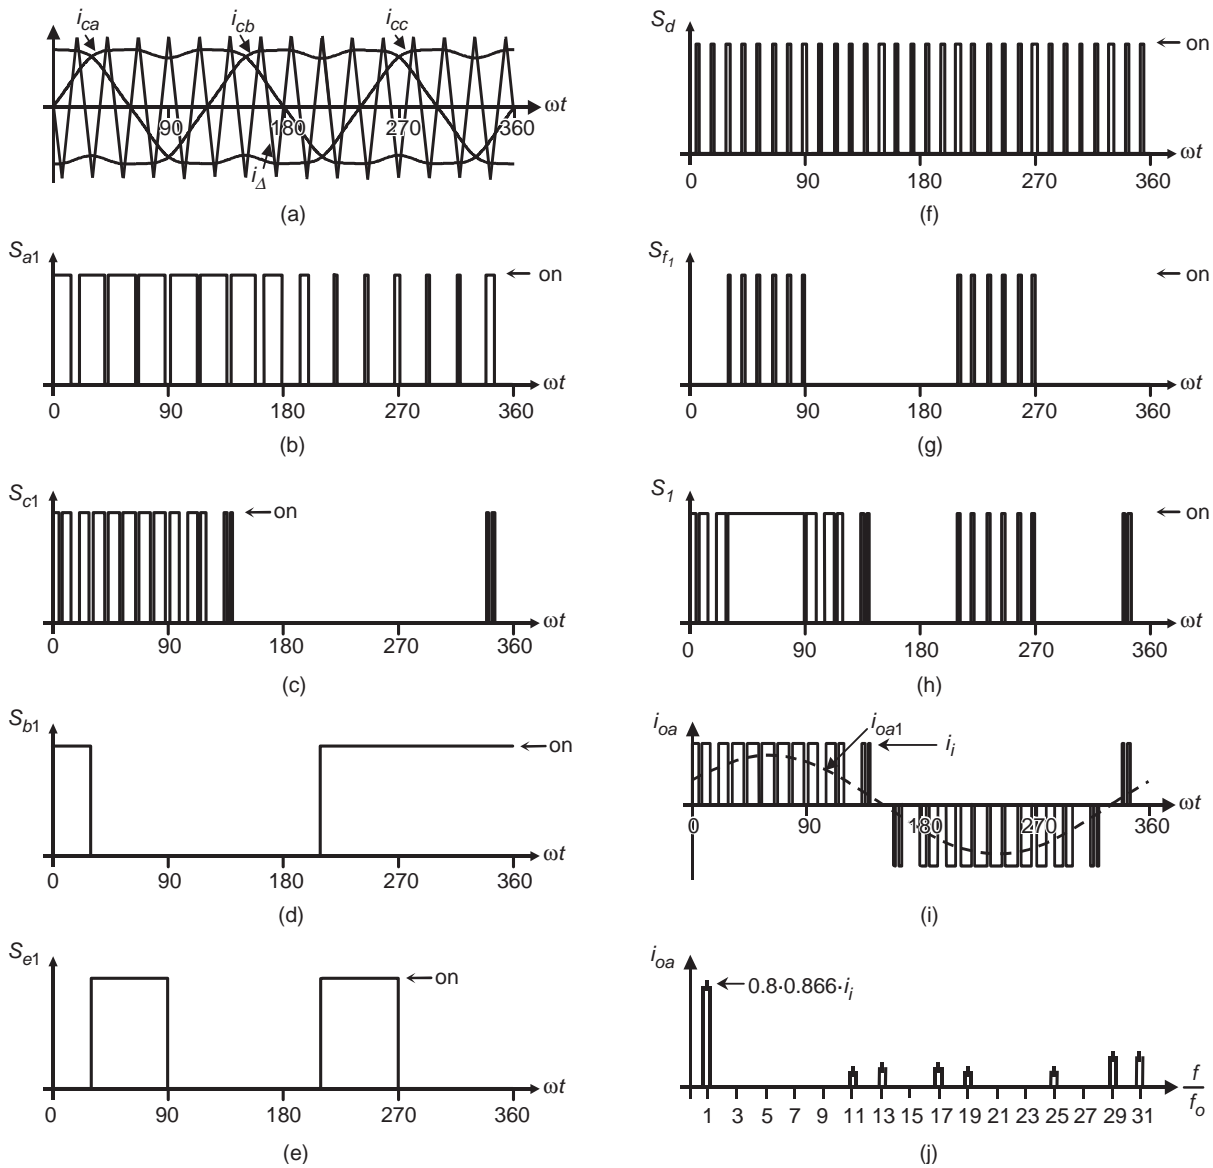 i_ca i_cb i_cc
ωt
90 180 270 360
i_Δ
(a)
S_a1
on
ωt
0 90 180 270 360
(b)
S_c1
on
ωt
0 90 180 270 360
(c)
S_b1
on
ωt
0 90 180 270 360
(d)
S_e1
on
ωt
0 90 180 270 360
(e)
S_d
on
ωt
0 90 180 270 360
(f)
S_f1
on
ωt
0 90 180 270 360
(g)
S_1
on
ωt
0 90 180 270 360
(h)
i_oa i_oa1 i_i
ωt
0 90 180 270 360
(i)
i_oa
0.8·0.866·i_i
f
f_o
1 3 5 7 9 11 13 15 17 19 21 23 25 27 29 31
(j)